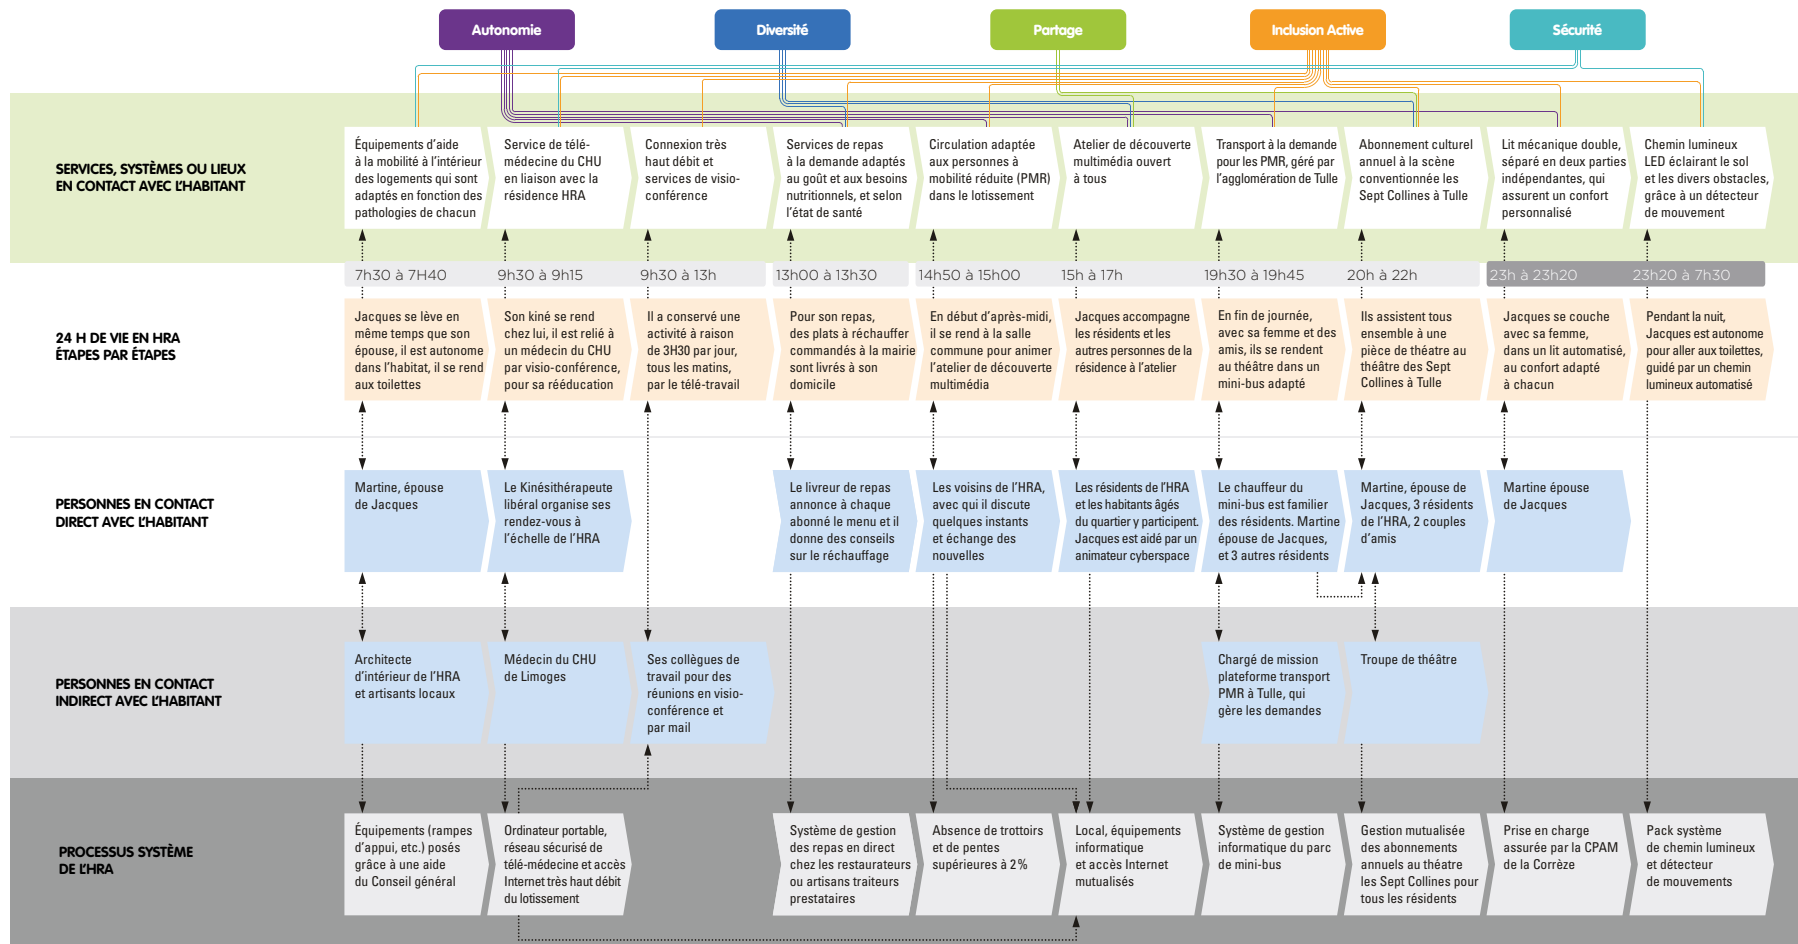 Autonomie
Diversité
Partage
Inclusion Active
Sécurité
SERVICES, SYSTÈMES OU LIEUX
EN CONTACT AVEC L'HABITANT
Équipements d'aide
à la mobilité à l'intérieur
des logements qui sont
adaptés en fonction des
pathologies de chacun
Service de télé-
médecine du CHU
en liaison avec la
résidence HRA
Connexion très
haut débit et
services de visio-
conférence
Services de repas
à la demande adaptés
au goût et aux besoins
nutritionnels, et selon
l'état de santé
Circulation adaptée
aux personnes à
mobilité réduite (PMR)
dans le lotissement
Atelier de découverte
multimédia ouvert
à tous
Transport à la demande
pour les PMR, géré par
l'agglomération de Tulle
Abonnement culturel
annuel à la scène
conventionnée les
Sept Collines à Tulle
Lit mécanique double,
séparé en deux parties
indépendantes, qui
assurent un confort
personnalisé
Chemin lumineux
LED éclairant le sol
et les divers obstacles,
grâce à un détecteur
de mouvement
7h30 à 7H40
9h30 à 9h15
9h30 à 13h
13h00 à 13h30
14h50 à 15h00
15h à 17h
19h30 à 19h45
20h à 22h
23h à 23h20
23h20 à 7h30
24 H DE VIE EN HRA
ÉTAPES PAR ÉTAPES
Jacques se lève en
même temps que son
épouse, il est autonome
dans l'habitat, il se rend
aux toilettes
Son kiné se rend
chez lui, il est relié à
un médecin du CHU
par visio-conférence,
pour sa rééducation
Il a conservé une
activité à raison
de 3H30 par jour,
tous les matins,
par le télé-travail
Pour son repas,
des plats à réchauffer
commandés à la mairie
sont livrés à son
domicile
En début d'après-midi,
il se rend à la salle
commune pour animer
l'atelier de découverte
multimédia
Jacques accompagne
les résidents et les
autres personnes de la
résidence à l'atelier
En fin de journée,
avec sa femme et des
amis, ils se rendent
au théâtre dans un
mini-bus adapté
Ils assistent tous
ensemble à une
pièce de théatre au
théâtre des Sept
Collines à Tulle
Jacques se couche
avec sa femme,
dans un lit automatisé,
au confort adapté
à chacun
Pendant la nuit,
Jacques est autonome
pour aller aux toilettes,
guidé par un chemin
lumineux automatisé
PERSONNES EN CONTACT
DIRECT AVEC L'HABITANT
Martine, épouse
de Jacques
Le Kinésithérapeute
libéral organise ses
rendez-vous à
l'échelle de l'HRA
Le livreur de repas
annonce à chaque
abonné le menu et il
donne des conseils
sur le réchauffage
Les voisins de l'HRA,
avec qui il discute
quelques instants
et échange des
nouvelles
Les résidents de l'HRA
et les habitants âgés
du quartier y participent.
Jacques est aidé par un
animateur cyberspace
Le chauffeur du
mini-bus est familier
des résidents. Martine
épouse de Jacques,
et 3 autres résidents
Martine, épouse de
Jacques, 3 résidents
de l'HRA, 2 couples
d'amis
Martine épouse
de Jacques
PERSONNES EN CONTACT
INDIRECT AVEC L'HABITANT
Architecte
d'intérieur de l'HRA
et artisants locaux
Médecin du CHU
de Limoges
Ses collègues de
travail pour des
réunions en visio-
conférence et
par mail
Chargé de mission
plateforme transport
PMR à Tulle, qui
gère les demandes
Troupe de théâtre
PROCESSUS SYSTÈME
DE L'HRA
Équipements (rampes
d'appui, etc.) posés
grâce à une aide
du Conseil général
Ordinateur portable,
réseau sécurisé de
télé-médecine et accès
Internet très haut débit
du lotissement
Système de gestion
des repas en direct
chez les restaurateurs
ou artisans traiteurs
prestataires
Absence de trottoirs
et de pentes
supérieures à 2%
Local, équipements
informatique
et accès Internet
mutualisés
Système de gestion
informatique du parc
de mini-bus
Gestion mutualisée
des abonnements
annuels au théatre
les Sept Collines pour
tous les résidents
Prise en charge
assurée par la CPAM
de la Corrèze
Pack système
de chemin lumineux
et détecteur
de mouvements